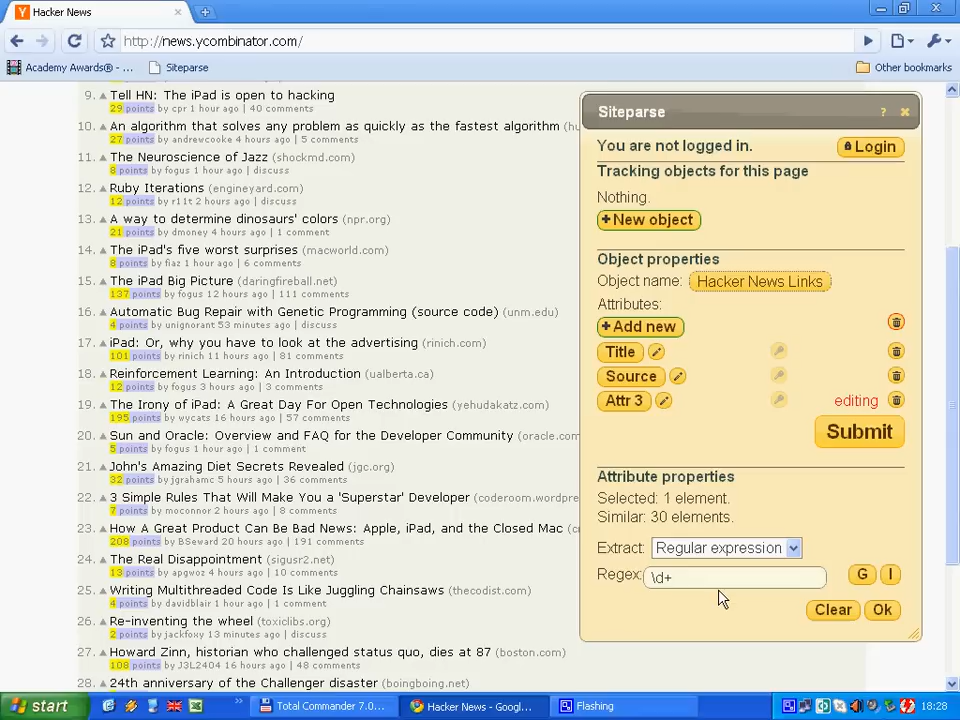 Hacker News
http://news.ycombinator.com/
Academy Awards® - ...
Siteparse
Other bookmarks
9. Tell HN: The iPad is open to hacking
29 points by cpr 1 hour ago | 40 comments
10. An algorithm that solves any problem as quickly as the fastest algorithm
27 points by andrewcooke 4 hours ago | 5 comments
11. The Neuroscience of Jazz (shockmd.com)
8 points by fogus 1 hour ago | discuss
12. Ruby Iterations (engineyard.com)
12 points by r11t 2 hours ago | discuss
13. A way to determine dinosaurs' colors (npr.org)
21 points by dmoney 4 hours ago | 1 comment
14. The iPad's five worst surprises (macworld.com)
8 points by fiaz 1 hour ago | 6 comments
15. The iPad Big Picture (daringfireball.net)
137 points by fogus 12 hours ago | 111 comments
16. Automatic Bug Repair with Genetic Programming (source code) (unm.edu)
4 points by unignorant 53 minutes ago | discuss
17. iPad: Or, why you have to look at the advertising (rinich.com)
101 points by rinich 11 hours ago | 81 comments
18. Reinforcement Learning: An Introduction (ualberta.ca)
12 points by fogus 3 hours ago | 3 comments
19. The Irony of iPad: A Great Day For Open Technologies (yehudakatz.com)
195 points by wycats 16 hours ago | 57 comments
20. Sun and Oracle: Overview and FAQ for the Developer Community (oracle.com
5 points by fogus 1 hour ago | 1 comment
21. John's Amazing Diet Secrets Revealed (jgc.org)
32 points by jgrahamc 5 hours ago | 36 comments
22. 3 Simple Rules That Will Make You a 'Superstar' Developer (coderoom.wordpre
7 points by moconnor 2 hours ago | 8 comments
23. How A Great Product Can Be Bad News: Apple, iPad, and the Closed Mac
208 points by BSeward 20 hours ago | 191 comments
24. The Real Disappointment (sigusr2.net)
13 points by apgwoz 4 hours ago | 10 comments
25. Writing Multithreaded Code Is Like Juggling Chainsaws (thecodist.com)
4 points by davidblair 1 hour ago | 1 comment
26. Re-inventing the wheel (toxiclibs.org)
2 points by jackfoxy 13 minutes ago | discuss
27. Howard Zinn, historian who challenged status quo, dies at 87 (boston.com)
108 points by J3L2404 16 hours ago | 48 comments
28. 24th anniversary of the Challenger disaster (boingboing.net)
Siteparse ?
You are not logged in. Login
Tracking objects for this page
Nothing.
+New object
Object properties
Object name: Hacker News Links
Attributes:
+Add new
Title
Source
Attr 3 editing
Submit
Attribute properties
Selected: 1 element.
Similar: 30 elements.
Extract: Regular expression
Regex: \d+ G I
Clear Ok
start
Total Commander 7.0...
Hacker News - Googl...
Flashing
18:28